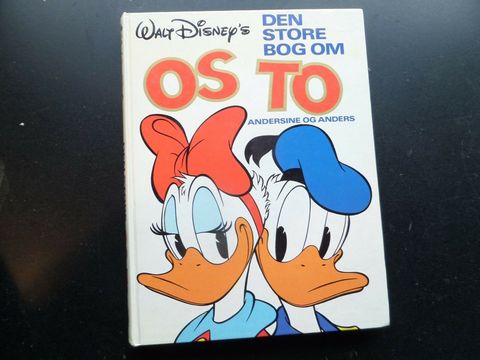 Walt Disney's
DEN
STORE
BOG OM
OS TO
ANDERSINE OG ANDERS